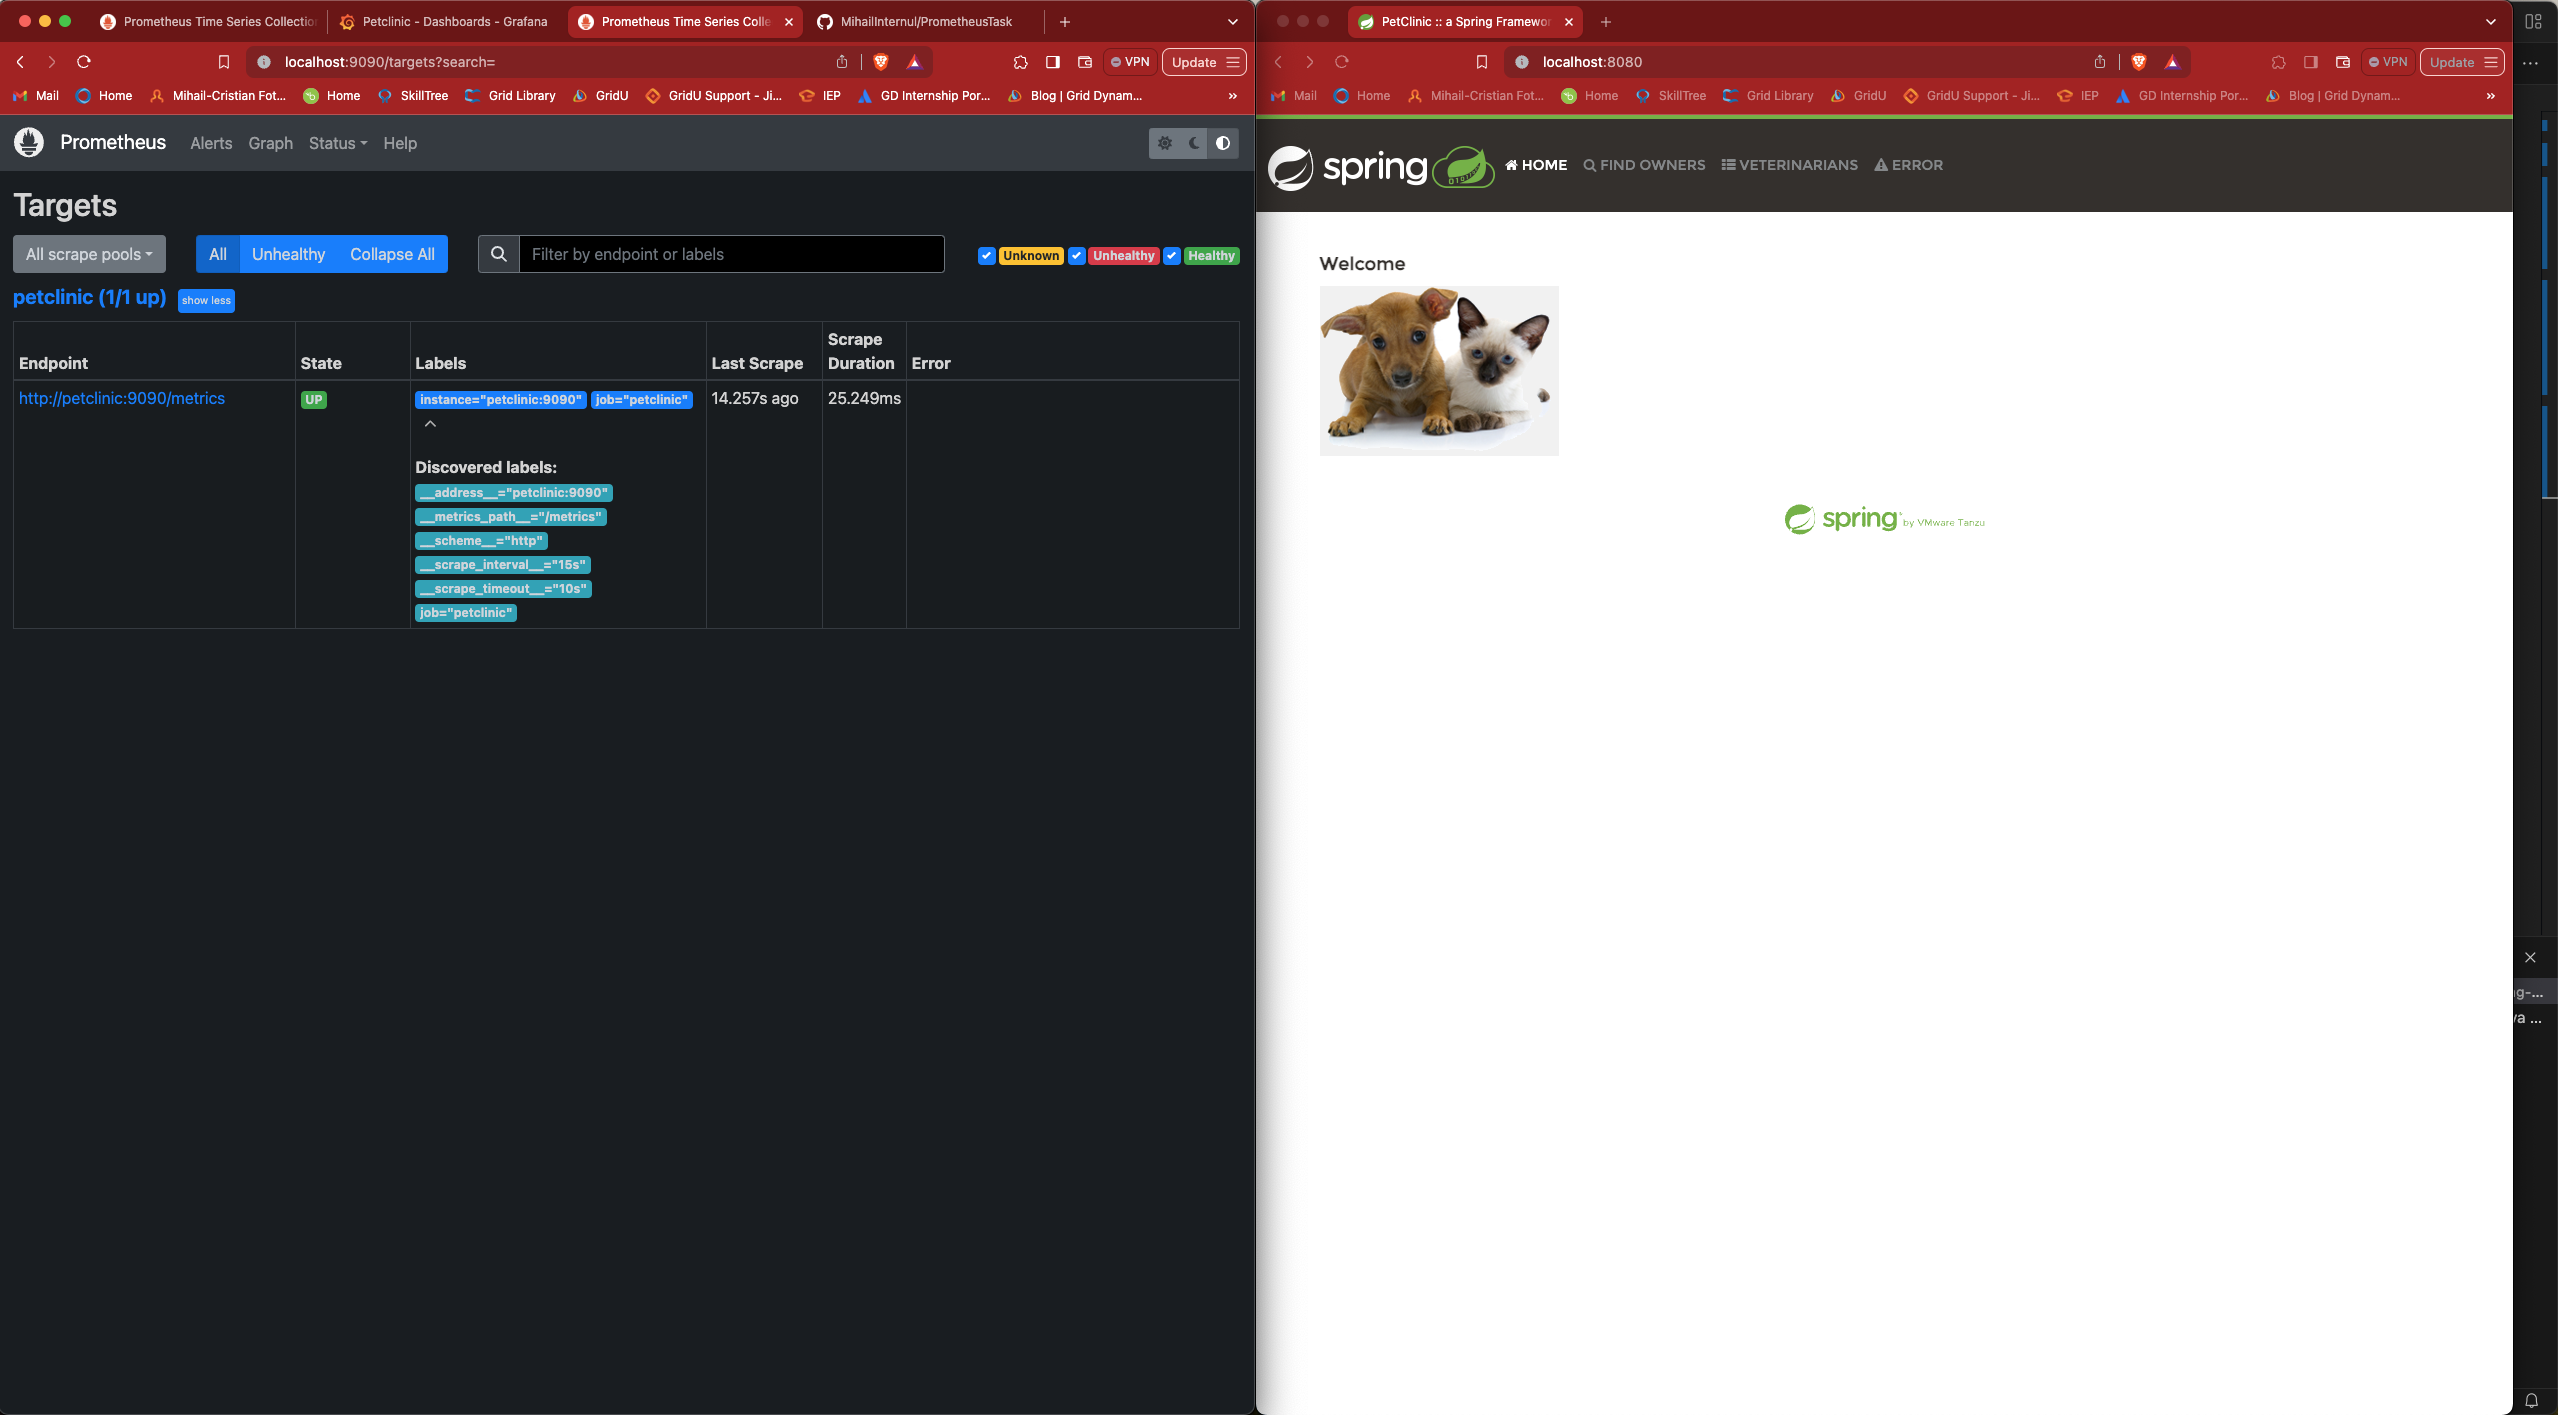 Prometheus Time Series Collection
Petclinic - Dashboards - Grafana
Prometheus Time Series Colle
MihailInternul/PrometheusTask
localhost:9090/targets?search=
VPN
Update
Mail
Home
Mihail-Cristian Fot...
Home
SkillTree
Grid Library
GridU
GridU Support - Ji...
IEP
GD Internship Por...
Blog | Grid Dynam...
»
Prometheus
Alerts
Graph
Status
Help
Targets
All scrape pools
All
Unhealthy
Collapse All
Filter by endpoint or labels
Unknown
Unhealthy
Healthy
petclinic (1/1 up)
show less
Endpoint
State
Labels
Last Scrape
Scrape Duration
Error
http://petclinic:9090/metrics
UP
instance="petclinic:9090"
job="petclinic"
14.257s ago
25.249ms
Discovered labels:
__address__="petclinic:9090"
__metrics_path__="/metrics"
__scheme__="http"
__scrape_interval__="15s"
__scrape_timeout__="10s"
job="petclinic"
PetClinic :: a Spring Framewor
localhost:8080
VPN
Update
Mail
Home
Mihail-Cristian Fot...
Home
SkillTree
Grid Library
GridU
GridU Support - Ji...
IEP
GD Internship Por...
Blog | Grid Dynam...
»
spring
HOME
FIND OWNERS
VETERINARIANS
ERROR
Welcome
spring by VMware Tanzu